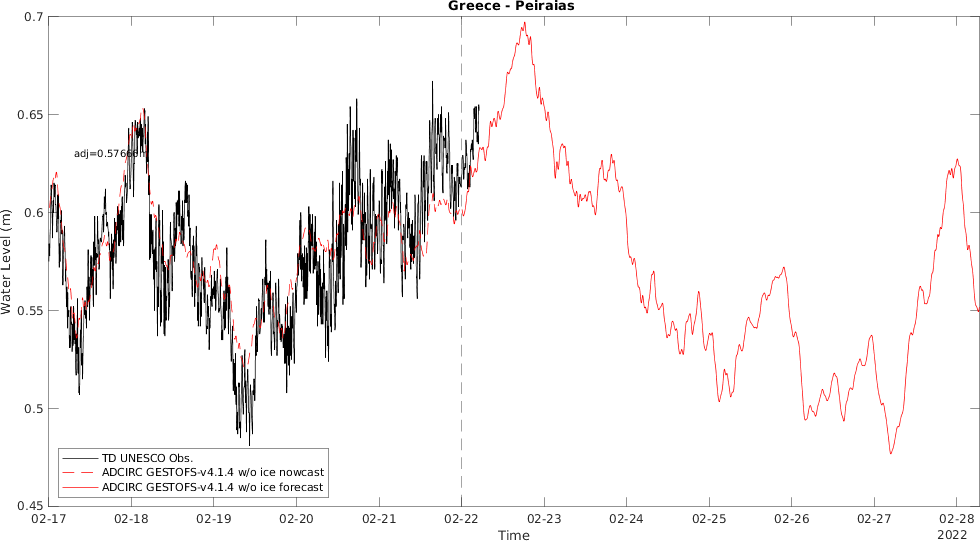 Greece - Peiraias
0.7
0.65
0.6
0.55
0.5
0.45
Water Level (m)
TD UNESCO Obs.
ADCIRC GESTOFS-v4.1.4 w/o ice nowcast
ADCIRC GESTOFS-v4.1.4 w/o ice forecast
02-17 02-18 02-19 02-20 02-21 02-22 02-23 02-24 02-25 02-26 02-27 02-28
Time
2022